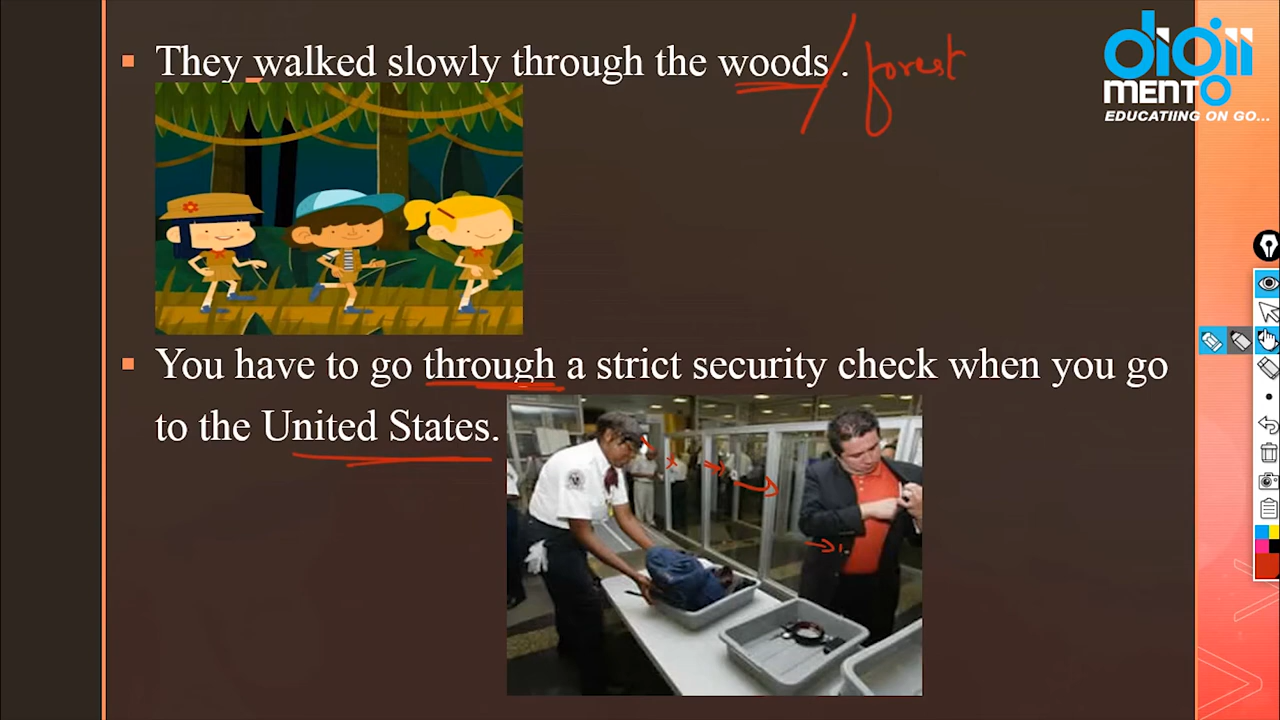 They walked slowly through the woods . / forest
You have to go through a strict security check when you go
to the United States.
digii
MENTO
EDUCATIING ON GO...